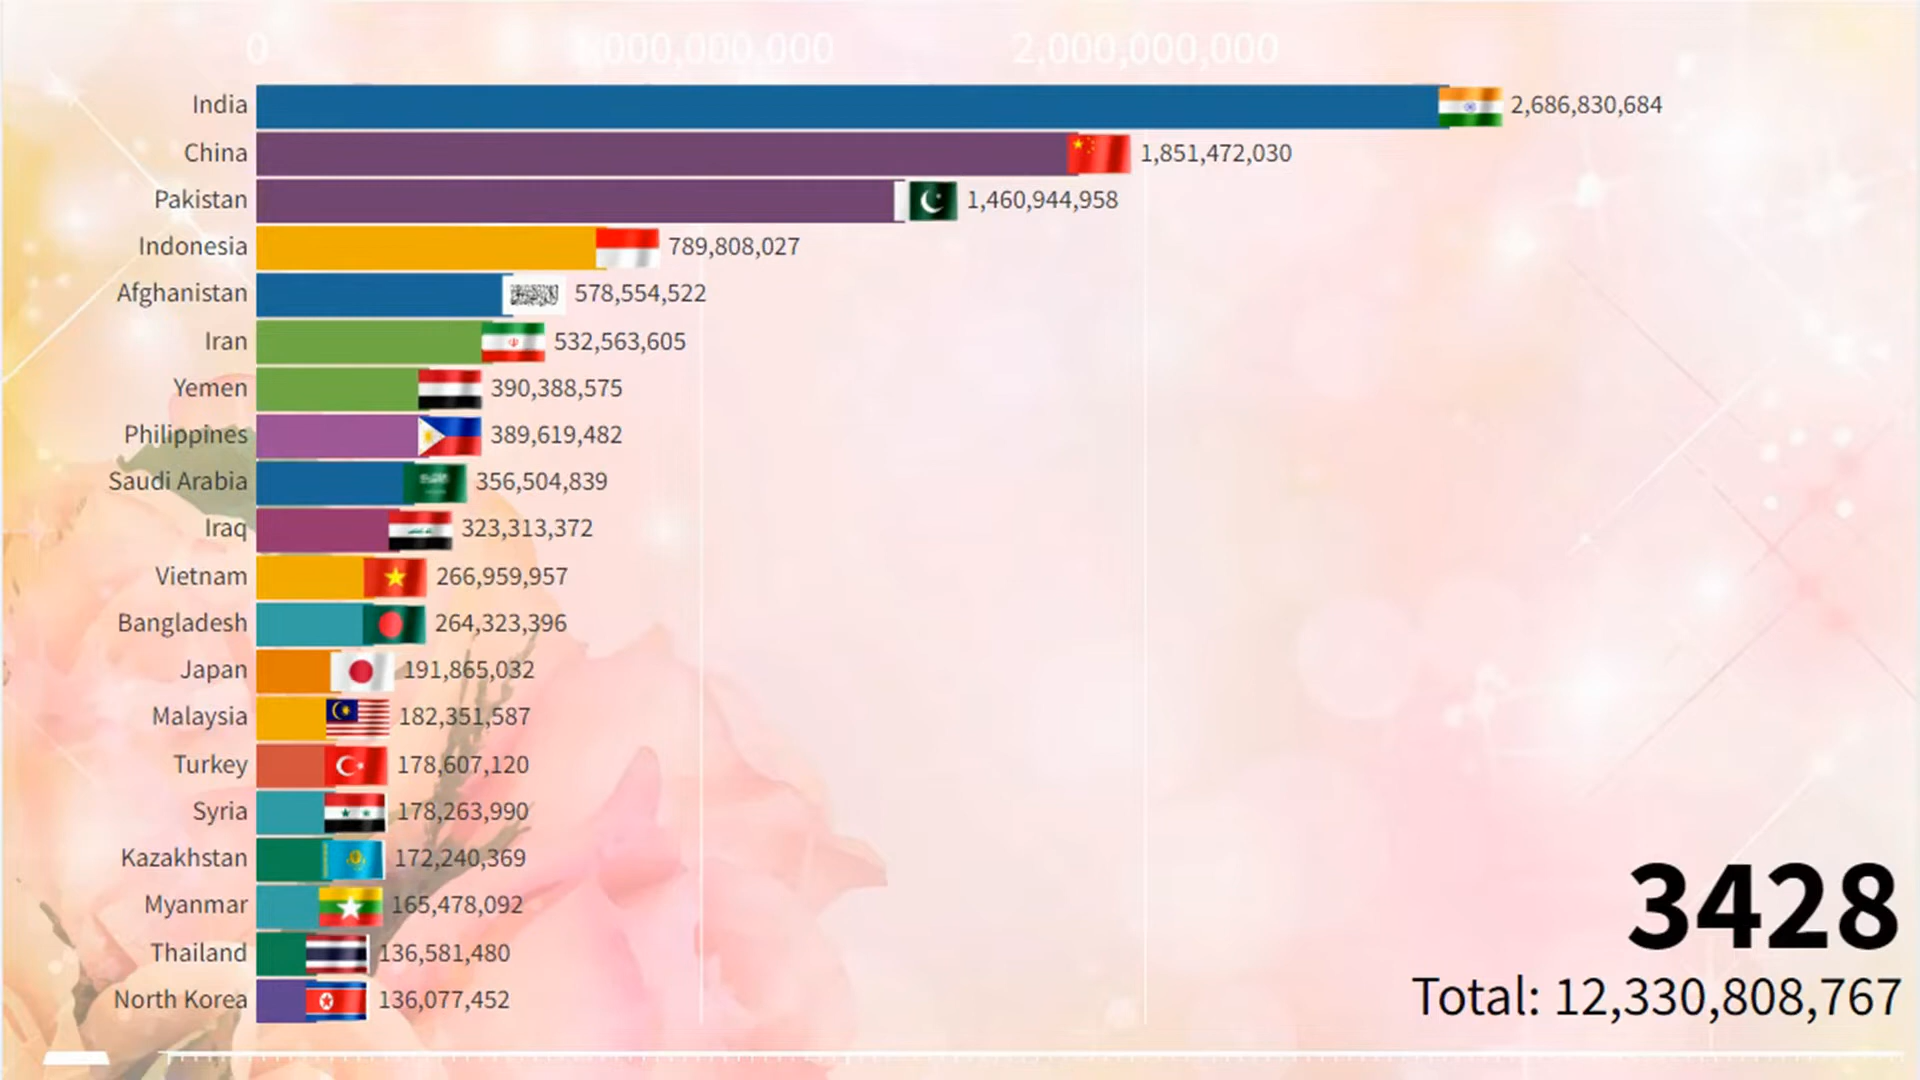 0 1,000,000,000 2,000,000,000
India 2,686,830,684
China 1,851,472,030
Pakistan 1,460,944,958
Indonesia 789,808,027
Afghanistan 578,554,522
Iran 532,563,605
Yemen 390,388,575
Philippines 389,619,482
Saudi Arabia 356,504,839
Iraq 323,313,372
Vietnam 266,959,957
Bangladesh 264,323,396
Japan 191,865,032
Malaysia 182,351,587
Turkey 178,607,120
Syria 178,263,990
Kazakhstan 172,240,369
Myanmar 165,478,092
Thailand 136,581,480
North Korea 136,077,452
3428
Total: 12,330,808,767